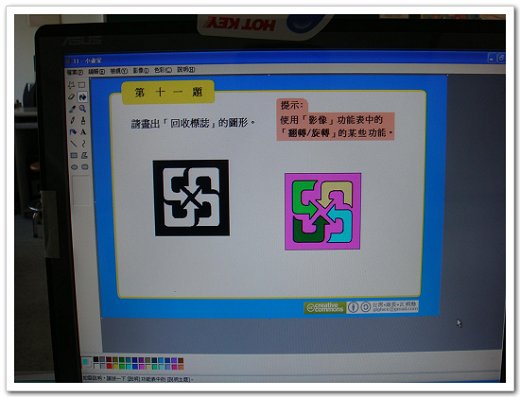 ASUS
HOT KEY
11 - 小畫家
檔案(F) 編輯(E) 檢視(V) 影像(I) 色彩(C) 說明(H)
第十一題
請畫出「回收標誌」的圖形。
提示:
使用「影像」功能表中的
「翻轉/旋轉」的某些功能。
creative
commons